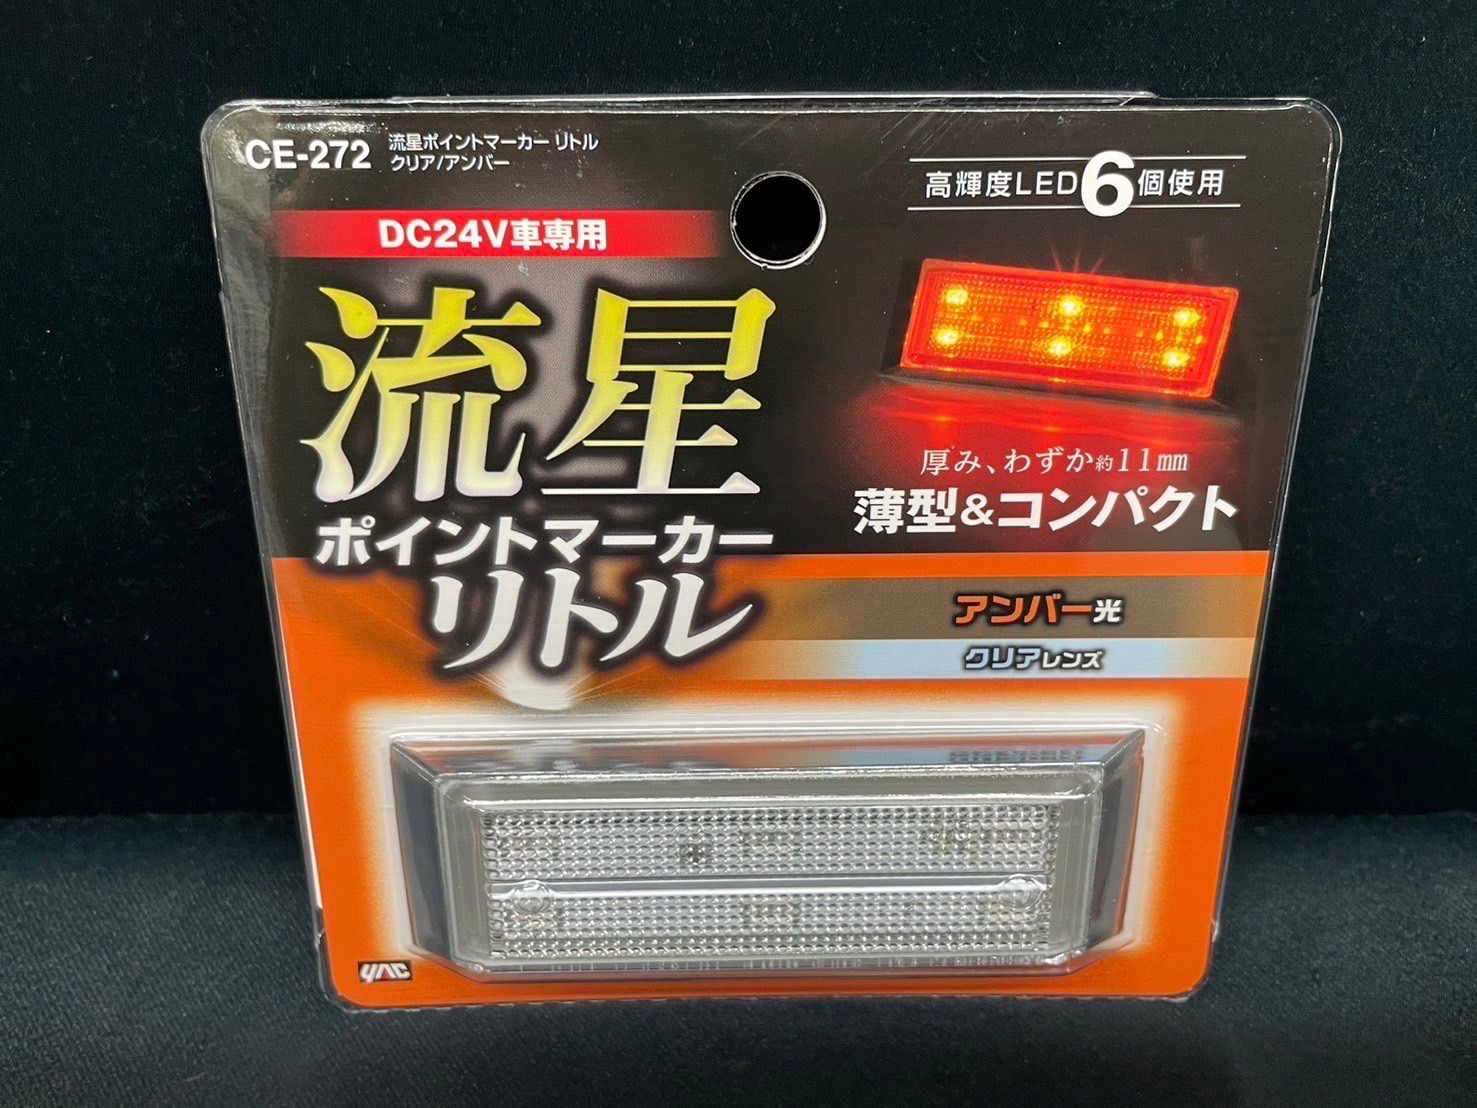 CE-272
流星ポイントマーカー リトル
クリア/アンバー
DC24V車専用
高輝度LED6個使用
流星
ポイントマーカー
リトル
厚み、わずか約11mm
薄型&コンパクト
アンバー光
クリアレンズ
YAC